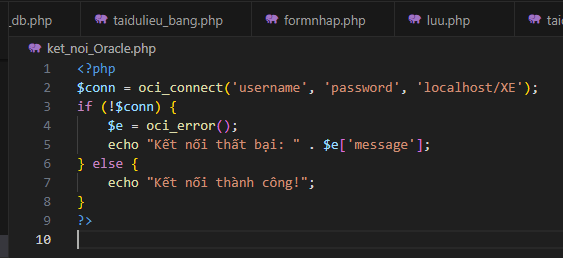 _db.php taidulieu_bang.php formnhap.php luu.php taid
ket_noi_Oracle.php
1 <?php
2 $conn = oci_connect('username', 'password', 'localhost/XE');
3 if (!$conn) {
4 $e = oci_error();
5 echo "Kết nối thất bại: " . $e['message'];
6 } else {
7 echo "Kết nối thành công!";
8 }
9 ?>
10